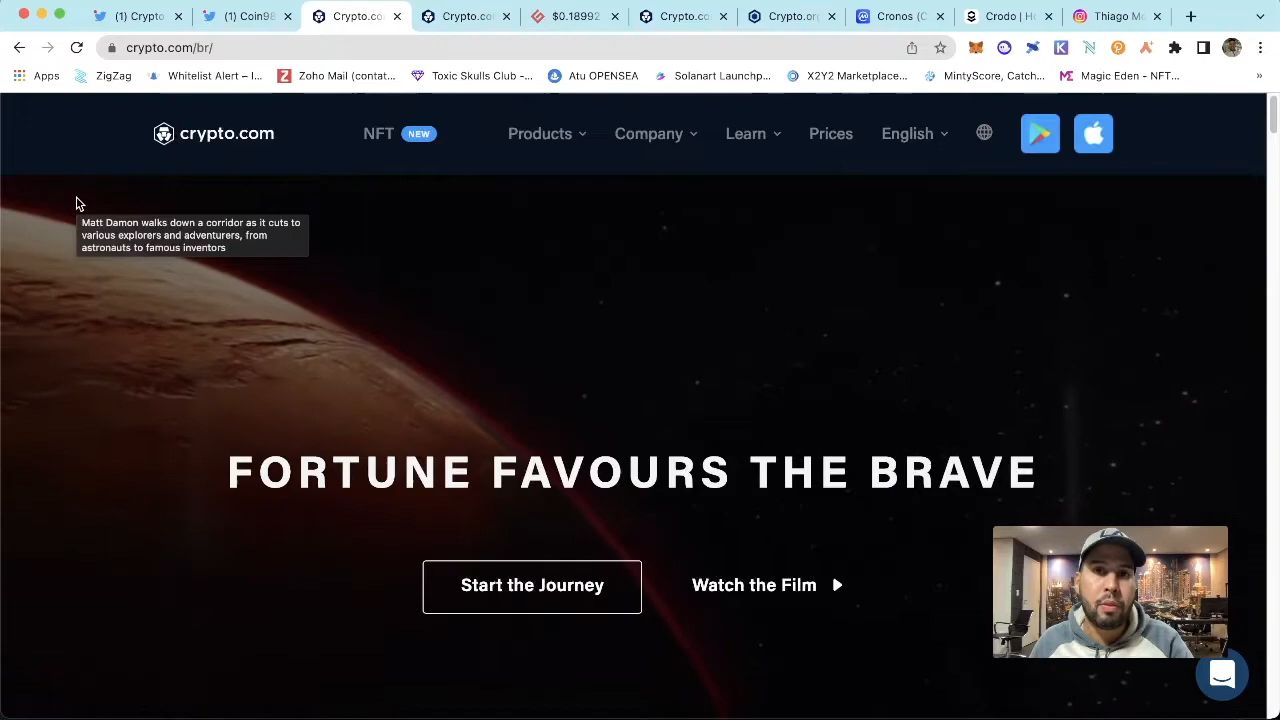 (1) Crypto
(1) Coin98
Crypto.co
Crypto.co
$0.18992
Crypto.co
Crypto.or
Cronos (C
Crodo | H
Thiago Mo
crypto.com/br/
Apps
ZigZag
Whitelist Alert – I...
Zoho Mail (contat...
Toxic Skulls Club -...
Atu OPENSEA
Solanart Launchp...
X2Y2 Marketplace...
MintyScore, Catch...
Magic Eden - NFT...
»
crypto.com
NFT NEW
Products
Company
Learn
Prices
English
Matt Damon walks down a corridor as it cuts to
various explorers and adventurers, from
astronauts to famous inventors
FORTUNE FAVOURS THE BRAVE
Start the Journey
Watch the Film